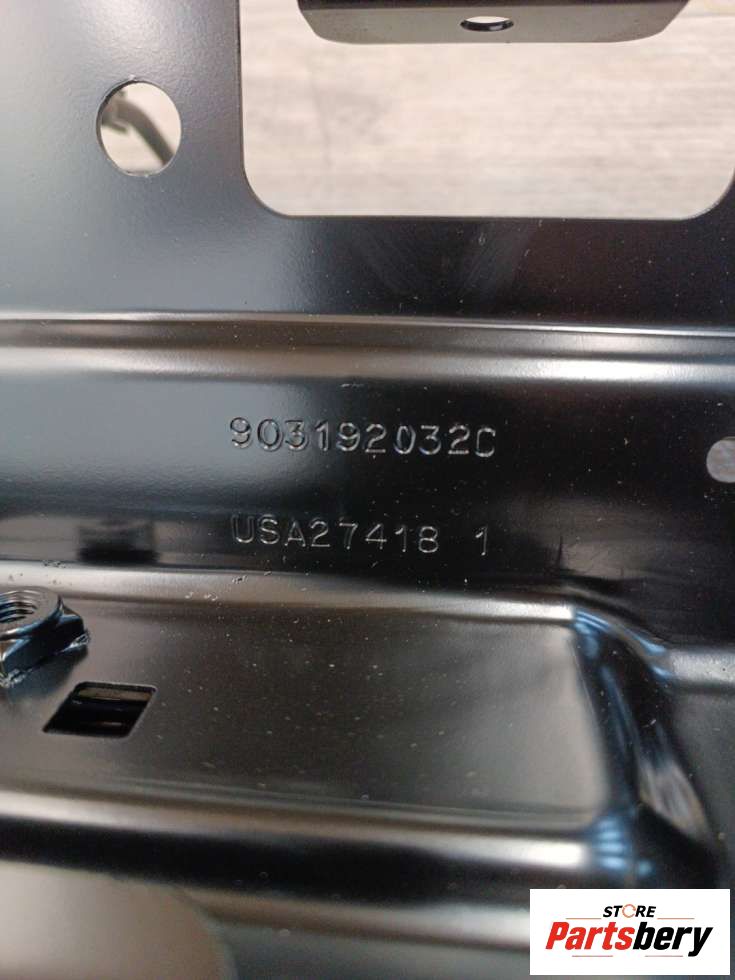 903192032C
USA27418 1
STORE
Partsbery